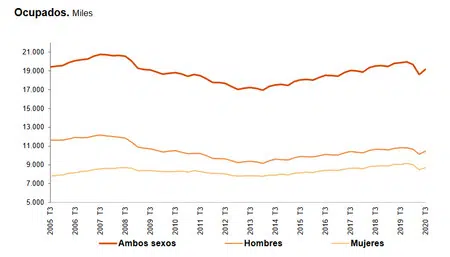 Ocupados. Miles
21.000
19.000
17.000
15.000
13.000
11.000
9.000
7.000
5.000
2005 T3
2006 T3
2007 T3
2008 T3
2009 T3
2010 T3
2011 T3
2012 T3
2013 T3
2014 T3
2015 T3
2016 T3
2017 T3
2018 T3
2019 T3
2020 T3
Ambos sexos Hombres Mujeres